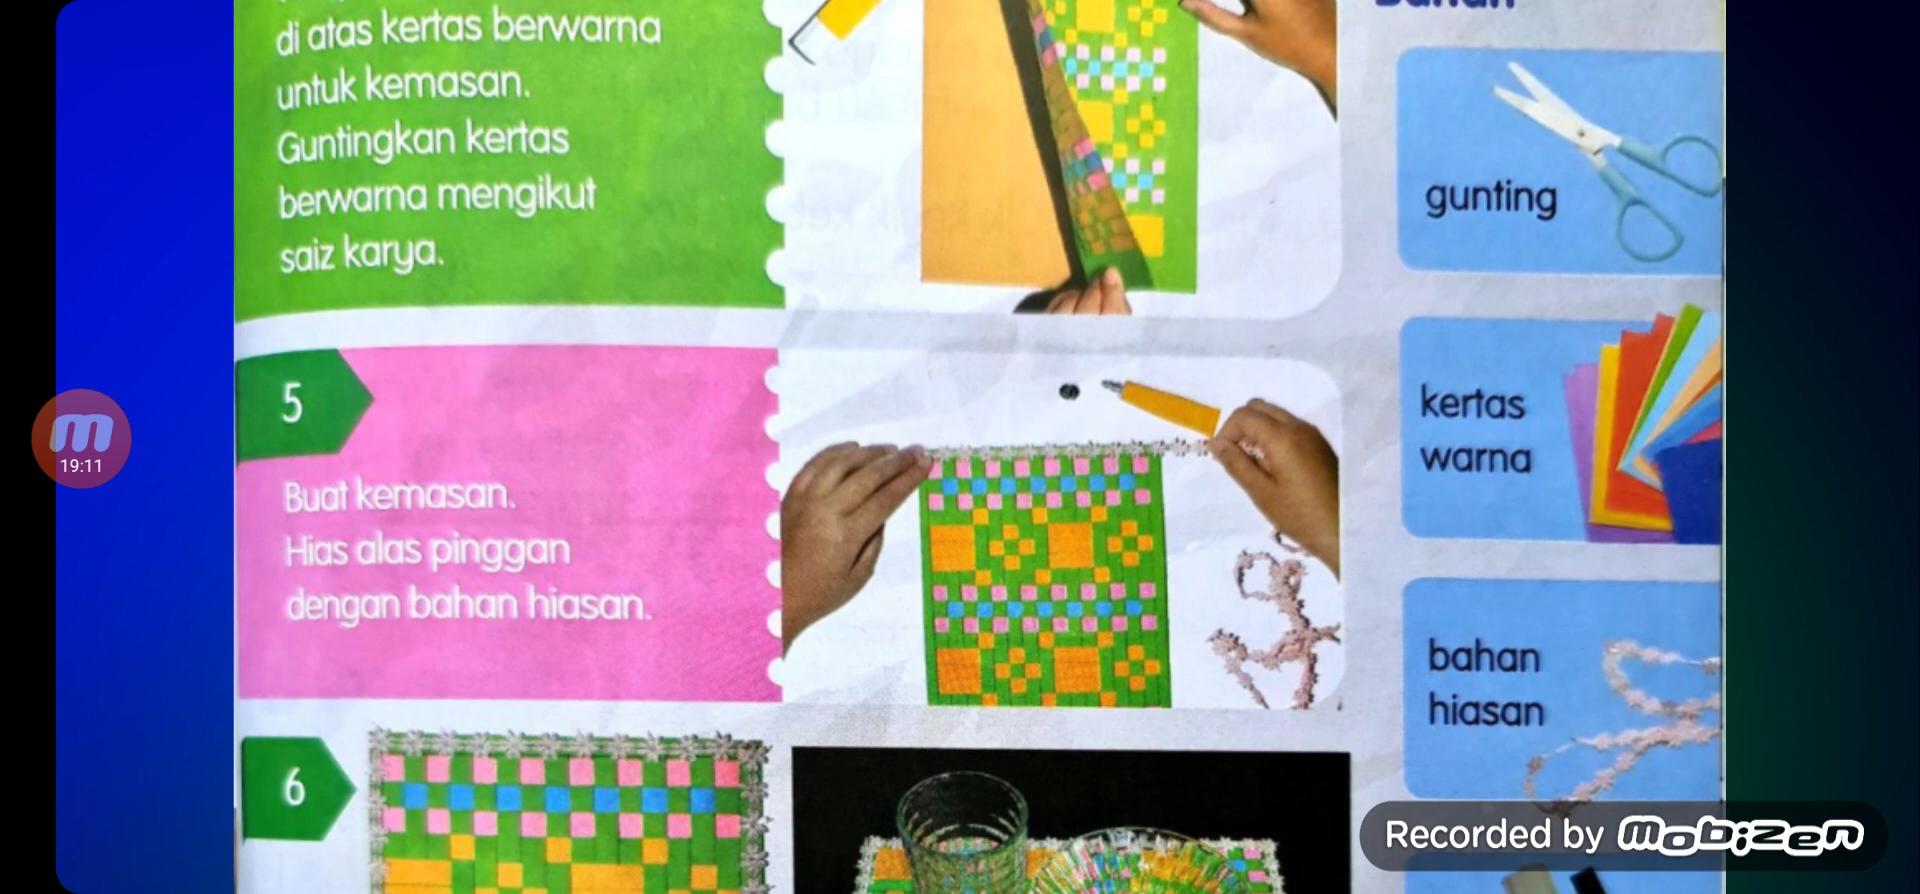 di atas kertas berwarna
untuk kemasan.
Guntingkan kertas
berwarna mengikut
saiz karya.
5
Buat kemasan.
Hias alas pinggan
dengan bahan hiasan.
6
gunting
kertas
warna
bahan
hiasan
19:11
Recorded by mobizen